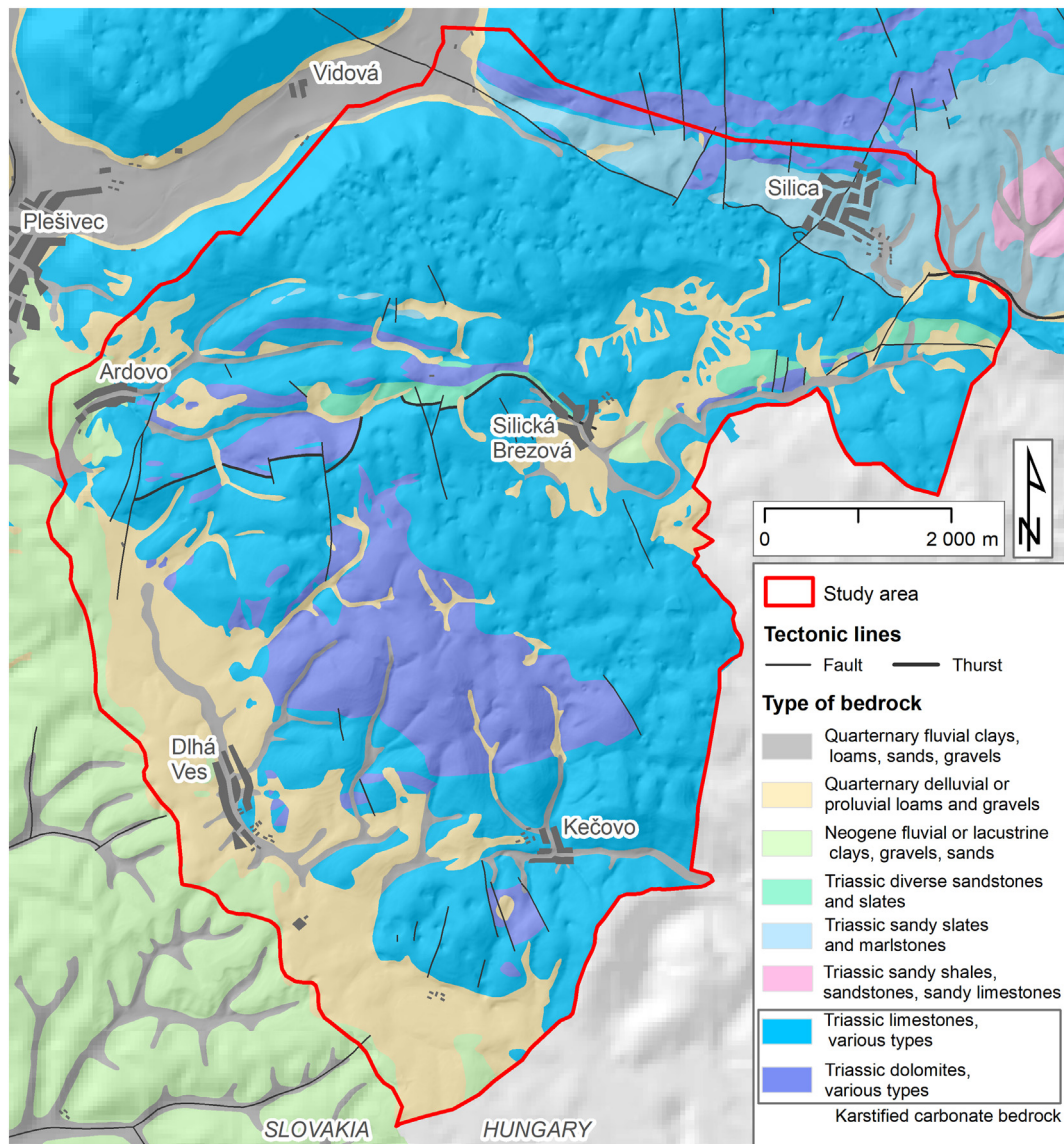 Vidová
Plešivec
Silica
Ardovo
Silická
Brezová
Dlhá
Ves
Kečovo
SLOVAKIA
HUNGARY
N
0
2 000 m
Study area
Tectonic lines
Fault
Thurst
Type of bedrock
Quarternary fluvial clays,
loams, sands, gravels
Quaternary delluvial or
proluvial loams and gravels
Neogene fluvial or lacustrine
clays, gravels, sands
Triassic diverse sandstones
and slates
Triassic sandy slates
and marlstones
Triassic sandy shales,
sandstones, sandy limestones
Triassic limestones,
various types
Triassic dolomites,
various types
Karstified carbonate bedrock